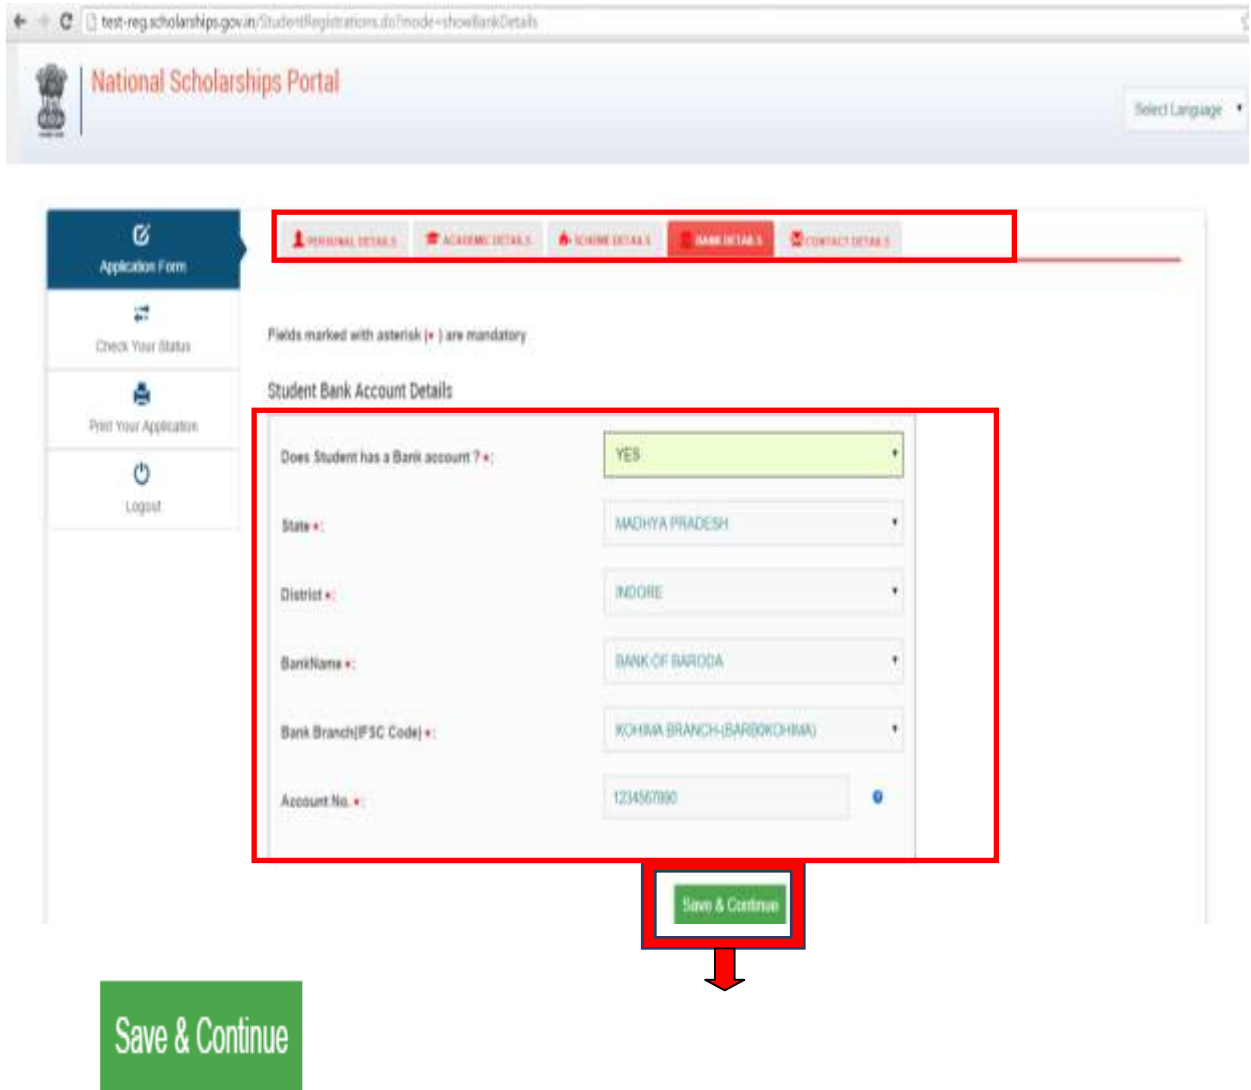 test-reg.scholarships.gov.in/StudentRegistrations.do?mode=showBankDetails
National Scholarships Portal
Select Language
Application Form
PERSONAL DETAILS ACADEMIC DETAILS SCHEME DETAILS BANK DETAILS CONTACT DETAILS
Check Your Status
Print Your Application
Logout
Fields marked with asterisk (* ) are mandatory
Student Bank Account Details
Does Student has a Bank account ? *: YES
State *: MADHYA PRADESH
District *: INDORE
BankName *: BANK OF BARODA
Bank Branch(IFSC Code) *: KOHIMA BRANCH-(BARB0KOHIMA)
Account No. *: 1234567890
Save & Continue
Save & Continue